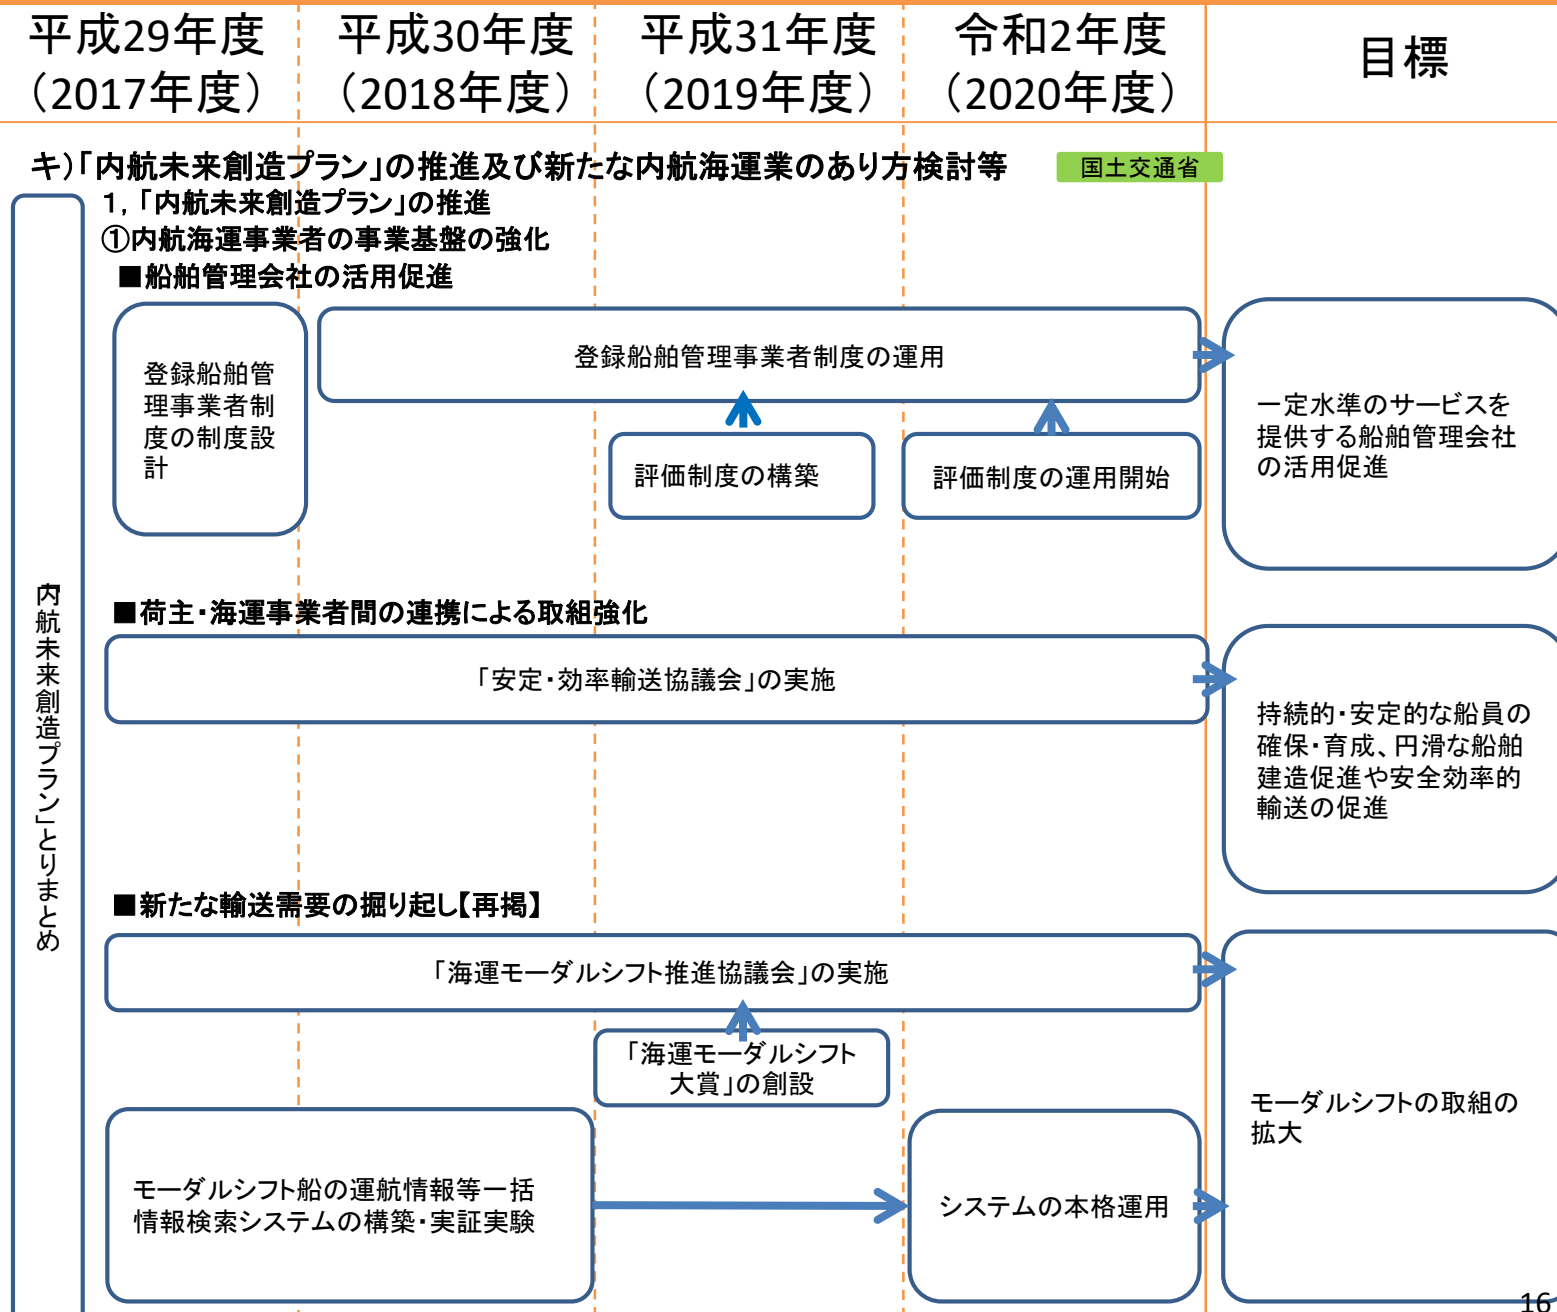 平成29年度
（2017年度）
平成30年度
（2018年度）
平成31年度
（2019年度）
令和2年度
（2020年度）
目標
キ）「内航未来創造プラン」の推進及び新たな内航海運業のあり方検討等
国土交通省
1，「内航未来創造プラン」の推進
①内航海運事業者の事業基盤の強化
■船舶管理会社の活用促進
登録船舶管
理事業者制
度の制度設
計
登録船舶管理事業者制度の運用
評価制度の構築
評価制度の運用開始
一定水準のサービスを
提供する船舶管理会社
の活用促進
「内航未来創造プラン」とりまとめ
■荷主・海運事業者間の連携による取組強化
「安定・効率輸送協議会」の実施
持続的・安定的な船員の
確保・育成、円滑な船舶
建造促進や安全効率的
輸送の促進
■新たな輸送需要の掘り起し【再掲】
「海運モーダルシフト推進協議会」の実施
「海運モーダルシフト
大賞」の創設
モーダルシフト船の運航情報等一括
情報検索システムの構築・実証実験
システムの本格運用
モーダルシフトの取組の
拡大
16